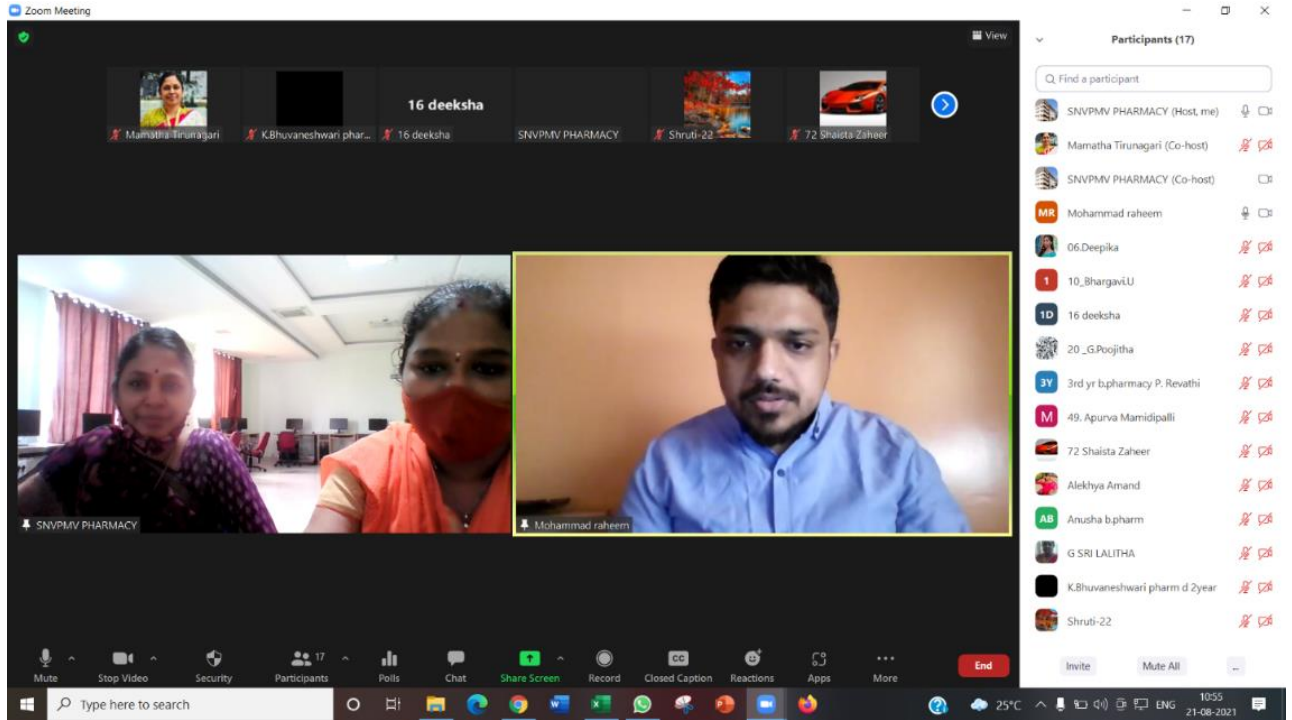 Zoom Meeting
View
Mamatha Tirunagari
K.Bhuvaneshwari phar...
16 deeksha
16 deeksha
SNVPMV PHARMACY
Shruti-22
72 Shaista Zaheer
SNVPMV PHARMACY
Mohammad raheem
Participants (17)
Find a participant
SNVPMV PHARMACY (Host, me)
Mamatha Tirunagari (Co-host)
SNVPMV PHARMACY (Co-host)
MR Mohammad raheem
06.Deepika
1 10_Bhargavi.U
1D 16 deeksha
20 _G.Poojitha
3Y 3rd yr b.pharmacy P. Revathi
M 49. Apurva Mamidipalli
72 Shaista Zaheer
Alekhya Amand
AB Anusha b.pharm
G SRI LALITHA
K.Bhuvaneshwari pharm d 2year
Shruti-22
Invite Mute All ...
Mute
Stop Video
Security
17
Participants
Polls
Chat
Share Screen
Record
CC
Closed Caption
Reactions
Apps
More
End
Type here to search
25°C
ENG
10:55
21-08-2021